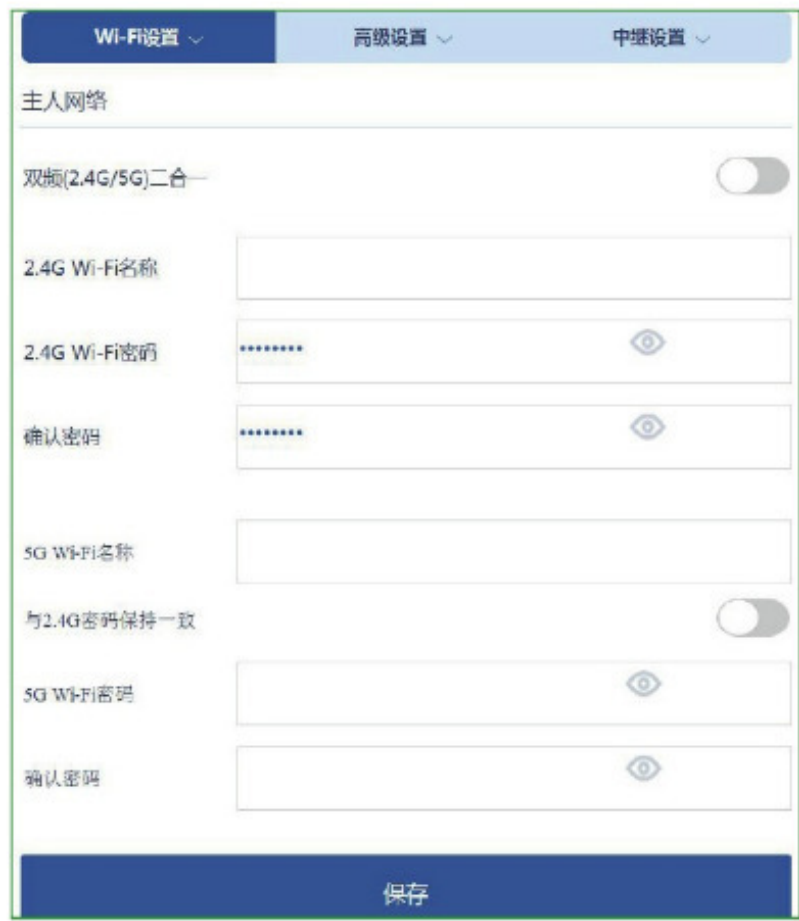 Wi-Fi设置 高级设置 中继设置
主人网络
双频(2.4G/5G)二合一
2.4G Wi-Fi名称
2.4G Wi-Fi密码 ••••••••
确认密码 ••••••••
5G Wi-Fi名称
与2.4G密码保持一致
5G Wi-Fi密码
确认密码
保存